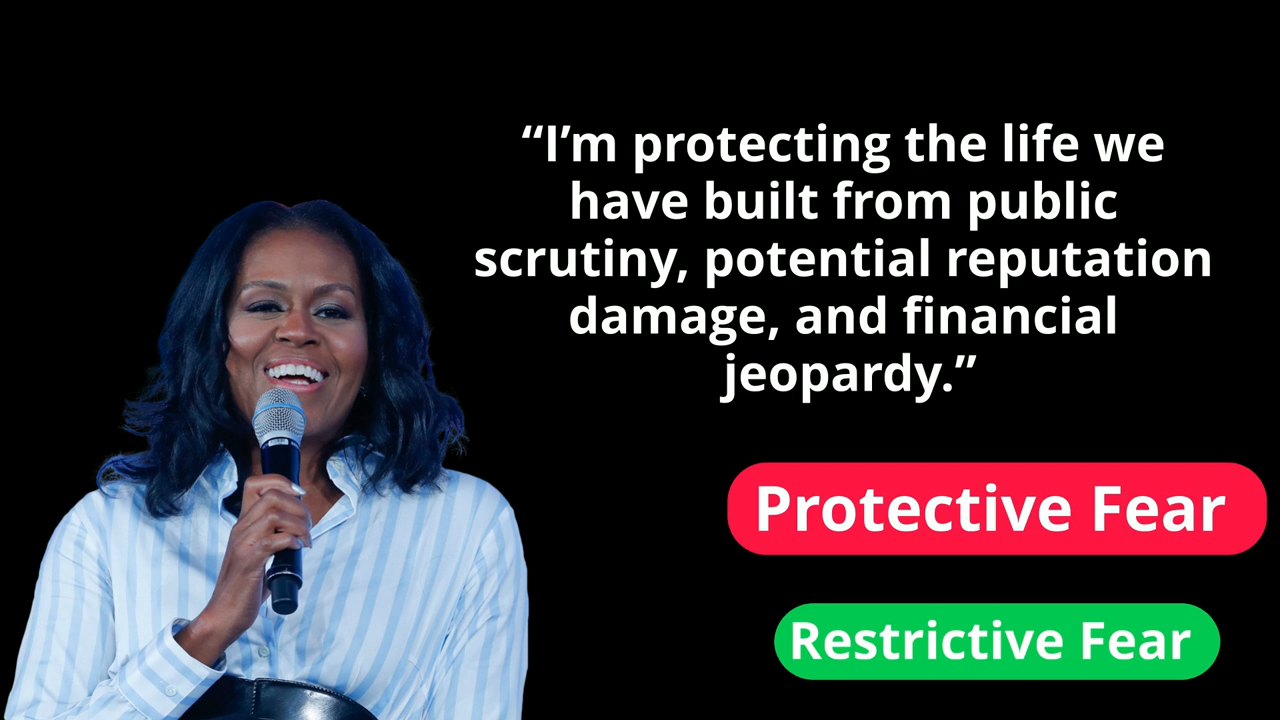 “I’m protecting the life we
have built from public
scrutiny, potential reputation
damage, and financial
jeopardy.”
Protective Fear
Restrictive Fear